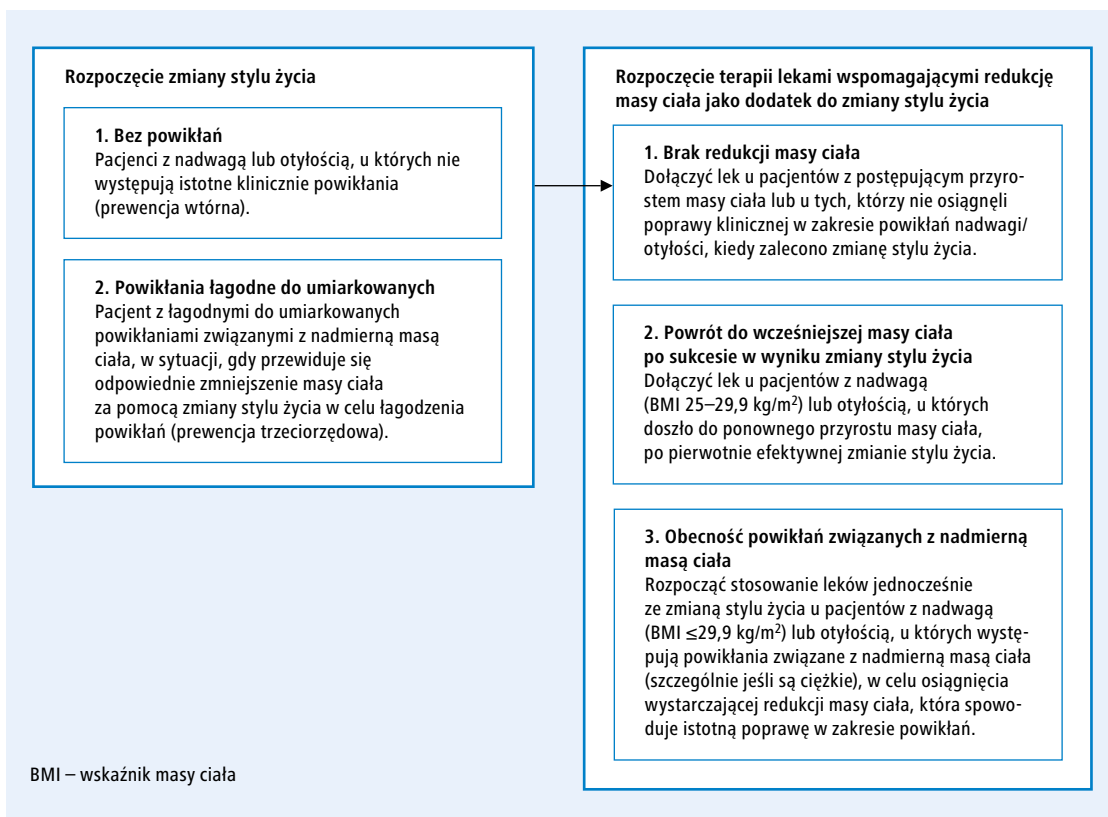 Rozpoczęcie zmiany stylu życia
1. Bez powikłań
Pacjenci z nadwagą lub otyłością, u których nie
występują istotne klinicznie powikłania
(prewencja wtórna).
2. Powikłania łagodne do umiarkowanych
Pacjent z łagodnymi do umiarkowanych
powikłaniami związanymi z nadmierną masą
ciała, w sytuacji, gdy przewiduje się
odpowiednie zmniejszenie masy ciała
za pomocą zmiany stylu życia w celu łagodzenia
powikłań (prewencja trzeciorzędowa).
Rozpoczęcie terapii lekami wspomagającymi redukcję
masy ciała jako dodatek do zmiany stylu życia
1. Brak redukcji masy ciała
Dołączyć lek u pacjentów z postępującym przyro-
stem masy ciała lub u tych, którzy nie osiągnęli
poprawy klinicznej w zakresie powikłań nadwagi/
otyłości, kiedy zalecono zmianę stylu życia.
2. Powrót do wcześniejszej masy ciała
po sukcesie w wyniku zmiany stylu życia
Dołączyć lek u pacjentów z nadwagą
(BMI 25–29,9 kg/m²) lub otyłością, u których
doszło do ponownego przyrostu masy ciała,
po pierwotnie efektywnej zmianie stylu życia.
3. Obecność powikłań związanych z nadmierną
masą ciała
Rozpocząć stosowanie leków jednocześnie
ze zmianą stylu życia u pacjentów z nadwagą
(BMI ≤29,9 kg/m²) lub otyłością, u których wystę-
pują powikłania związane z nadmierną masą ciała
(szczególnie jeśli są ciężkie), w celu osiągnięcia
wystarczającej redukcji masy ciała, która spowo-
duje istotną poprawę w zakresie powikłań.
BMI – wskaźnik masy ciała